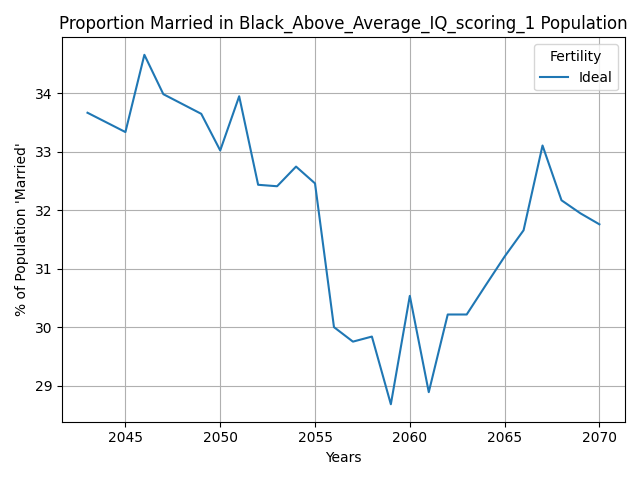 Proportion Married in Black_Above_Average_IQ_scoring_1 Population
Fertility
Ideal
% of Population 'Married'
34
33
32
31
30
29
2045 2050 2055 2060 2065 2070
Years